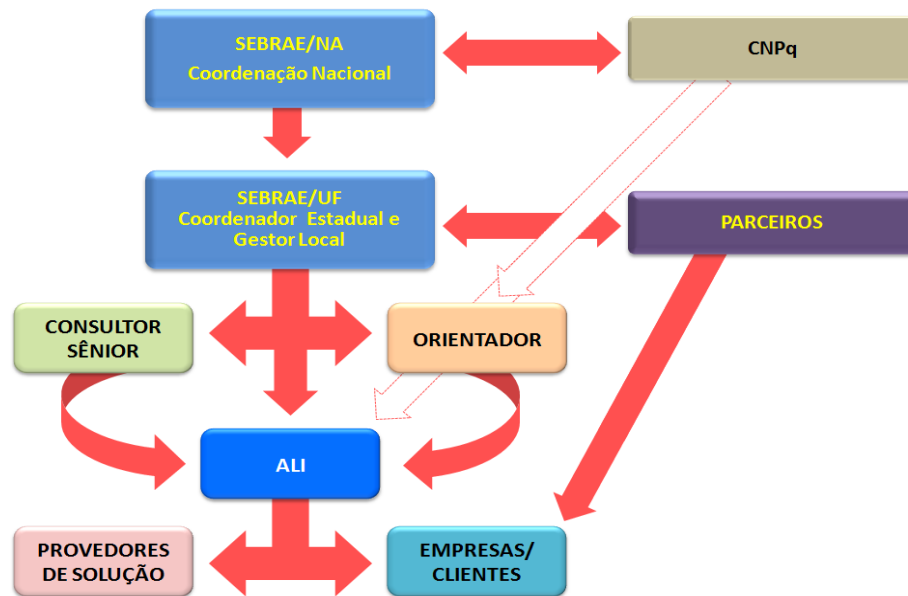 SEBRAE/NA
Coordenação Nacional
CNPq
SEBRAE/UF
Coordenador Estadual e
Gestor Local
PARCEIROS
CONSULTOR
SÊNIOR
ORIENTADOR
ALI
PROVEDORES
DE SOLUÇÃO
EMPRESAS/
CLIENTES